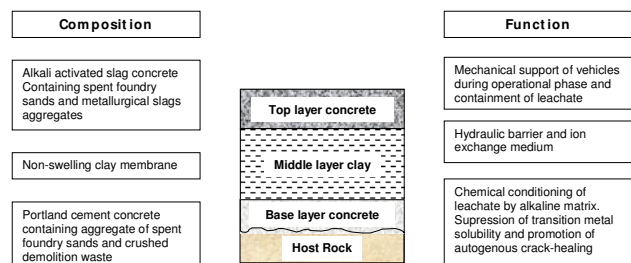 Composition
Alkali activated slag concrete
Containing spent foundry
sands and metallurgical slags
aggregates
Non-swelling clay membrane
Portland cement concrete
containing aggregate of spent
foundry sands and crushed
demolition waste
Top layer concrete
Middle layer clay
Base layer concrete
Host Rock
Function
Mechanical support of vehicles
during operational phase and
containment of leachate
Hydraulic barrier and ion
exchange medium
Chemical conditioning of
leachate by alkaline matrix.
Supression of transition metal
solubility and promotion of
autogenous crack-healing